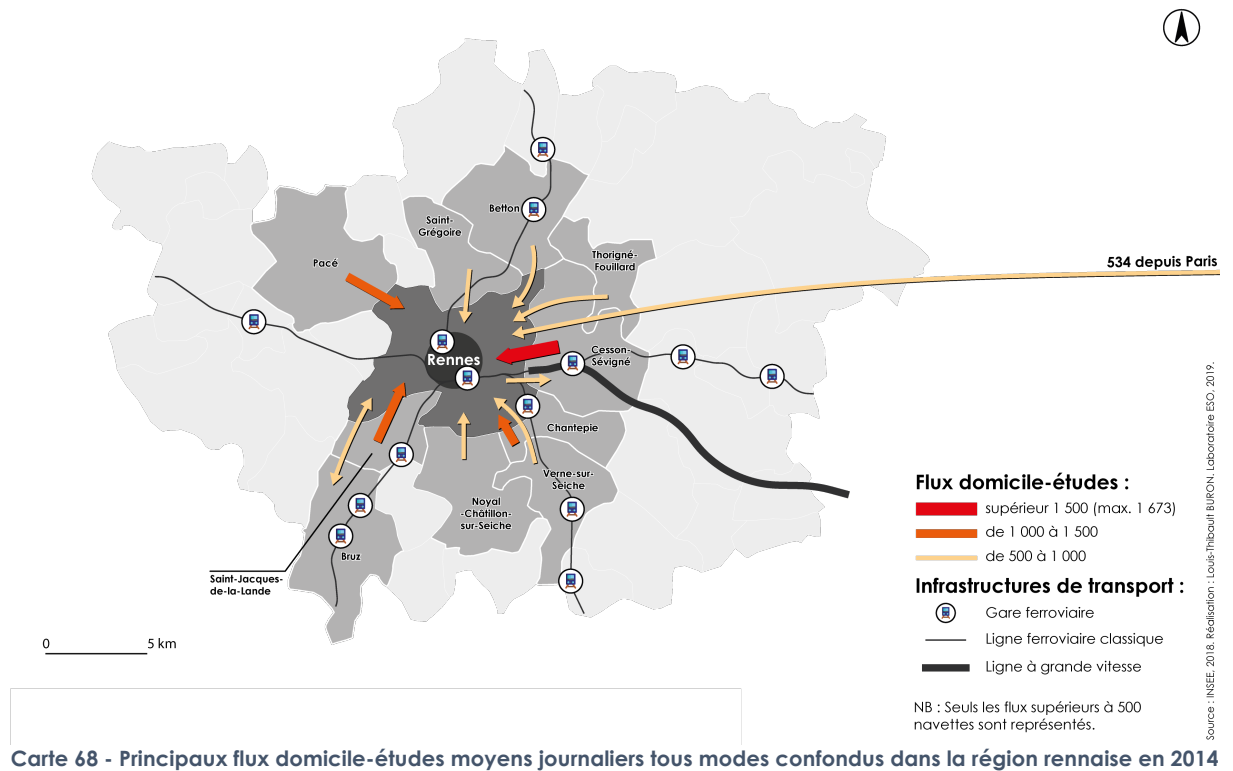 Betton
Saint-
Grégoire
Thorigné-
Fouillard
Pacé
534 depuis Paris
Rennes
Cesson-
Sévigné
Chantepie
Verne-sur-
Seiche
Noyal
-Châtillon-
sur-Seiche
Bruz
Saint-Jacques-
de-la-Lande
0 5 km
Flux domicile-études :
supérieur 1 500 (max. 1 673)
de 1 000 à 1 500
de 500 à 1 000
Infrastructures de transport :
Gare ferroviaire
Ligne ferroviaire classique
Ligne à grande vitesse
NB : Seuls les flux supérieurs à 500
navettes sont représentés.
Source : INSEE, 2018. Réalisation : Louis-Thibault BURON, Laboratoire ESO, 2019.
Carte 68 - Principaux flux domicile-études moyens journaliers tous modes confondus dans la région rennaise en 2014